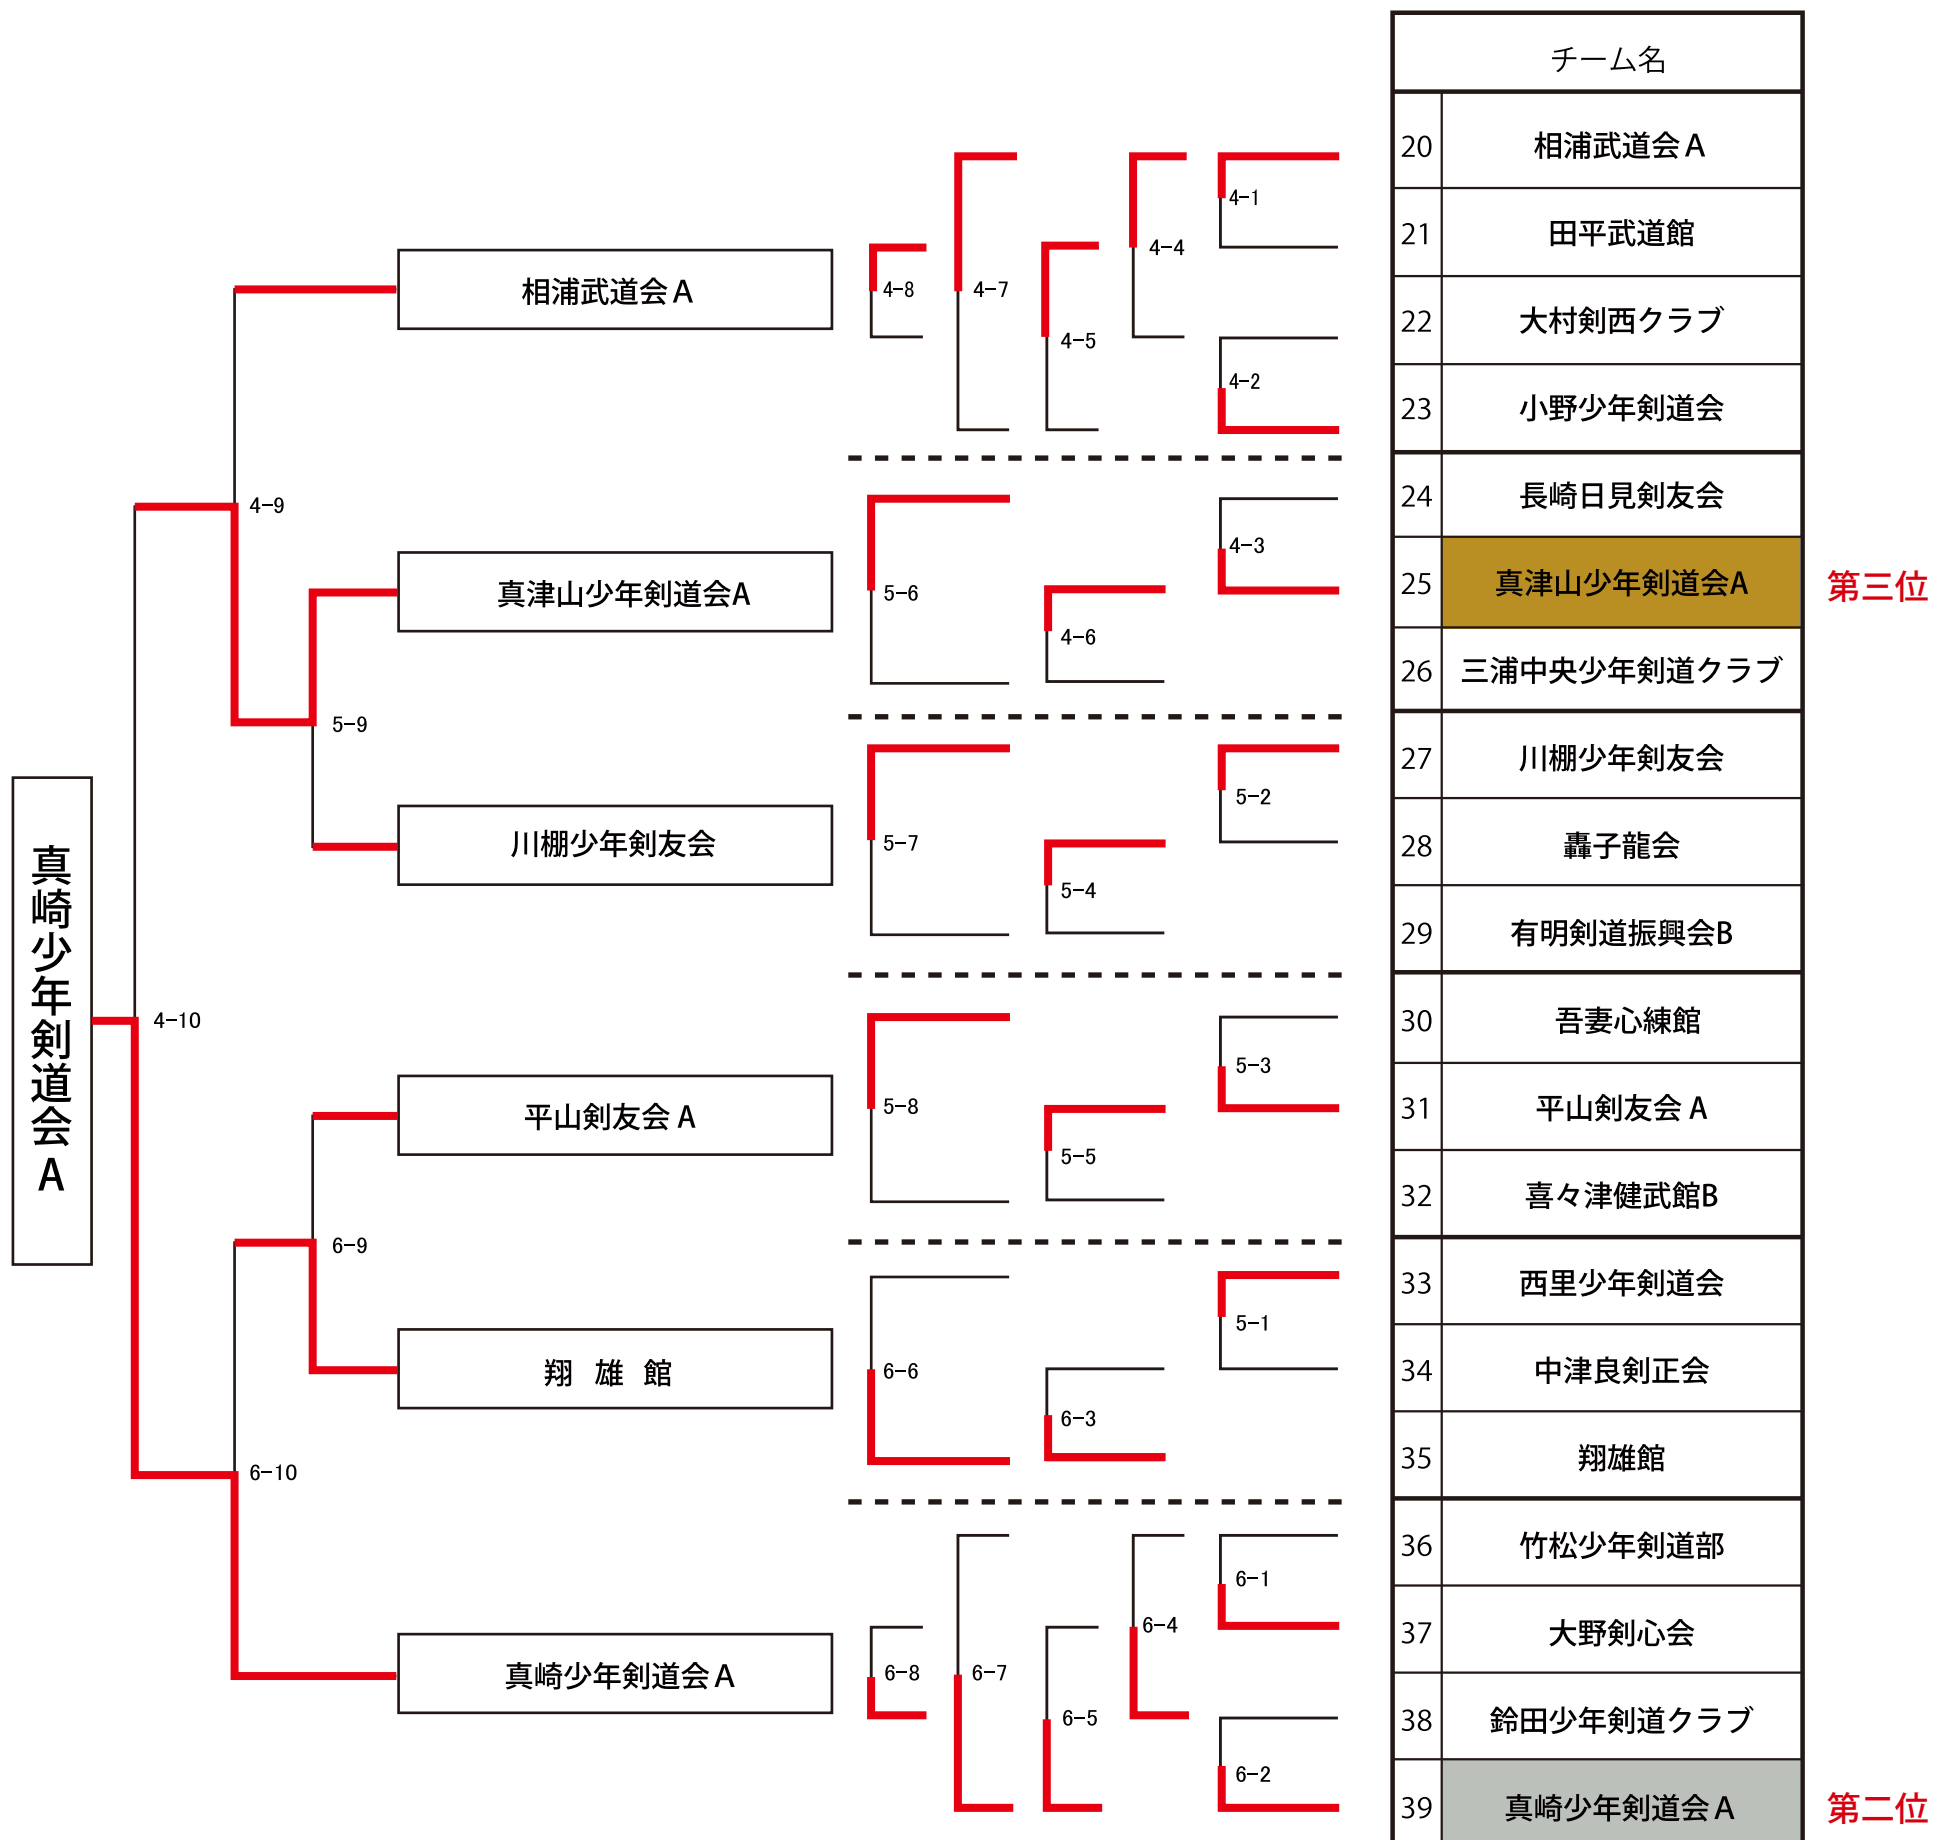 チーム名
20 相浦武道会 A
21 田平武道館
22 大村剣西クラブ
23 小野少年剣道会
24 長崎日見剣友会
25 真津山少年剣道会A
第三位
26 三浦中央少年剣道クラブ
27 川棚少年剣友会
28 轟子龍会
29 有明剣道振興会B
30 吾妻心練館
31 平山剣友会 A
32 喜々津健武館B
33 西里少年剣道会
34 中津良剣正会
35 翔雄館
36 竹松少年剣道部
37 大野剣心会
38 鈴田少年剣道クラブ
39 真崎少年剣道会 A
第二位
真崎少年剣道会 A
相浦武道会 A
真津山少年剣道会A
川棚少年剣友会
平山剣友会 A
翔 雄 館
真崎少年剣道会 A
4-1
4-4
4-8
4-7
4-5
4-2
4-9
4-3
5-6
4-6
5-9
5-2
5-7
5-4
4-10
5-3
5-8
5-5
6-9
5-1
6-6
6-3
6-10
6-1
6-4
6-8
6-7
6-5
6-2